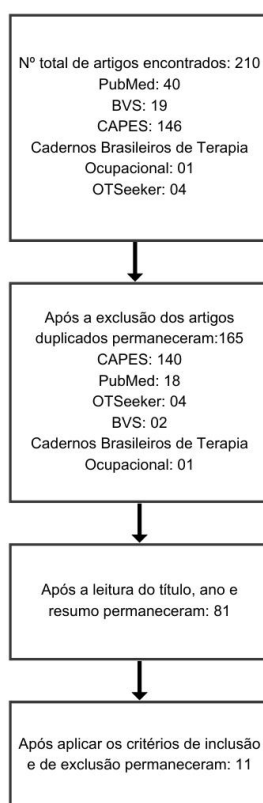 Nº total de artigos encontrados: 210
PubMed: 40
BVS: 19
CAPES: 146
Cadernos Brasileiros de Terapia
Ocupacional: 01
OTSeeker: 04
Após a exclusão dos artigos
duplicados permaneceram:165
CAPES: 140
PubMed: 18
OTSeeker: 04
BVS: 02
Cadernos Brasileiros de Terapia
Ocupacional: 01
Após a leitura do título, ano e
resumo permaneceram: 81
Após aplicar os critérios de inclusão
e de exclusão permaneceram: 11